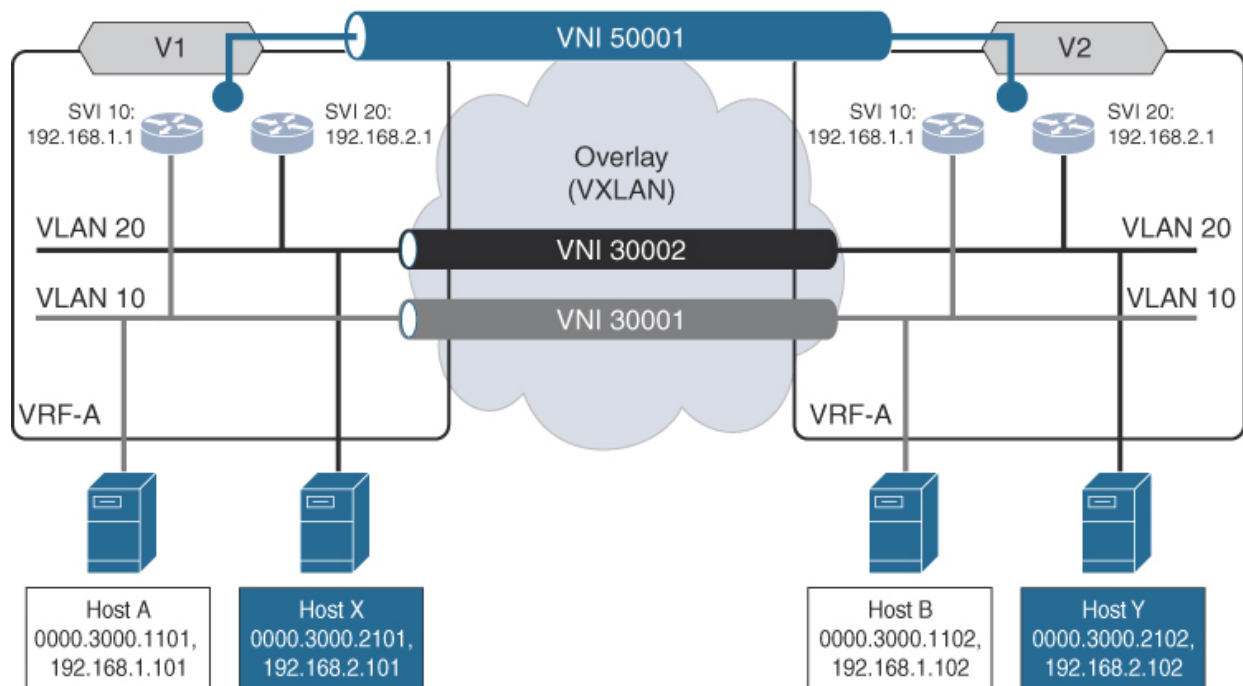 V1
VNI 50001
V2
SVI 10:
192.168.1.1
SVI 20:
192.168.2.1
Overlay
(VXLAN)
SVI 10:
192.168.1.1
SVI 20:
192.168.2.1
VLAN 20
VNI 30002
VLAN 20
VLAN 10
VNI 30001
VLAN 10
VRF-A
VRF-A
Host A
0000.3000.1101,
192.168.1.101
Host X
0000.3000.2101,
192.168.2.101
Host B
0000.3000.1102,
192.168.1.102
Host Y
0000.3000.2102,
192.168.2.102